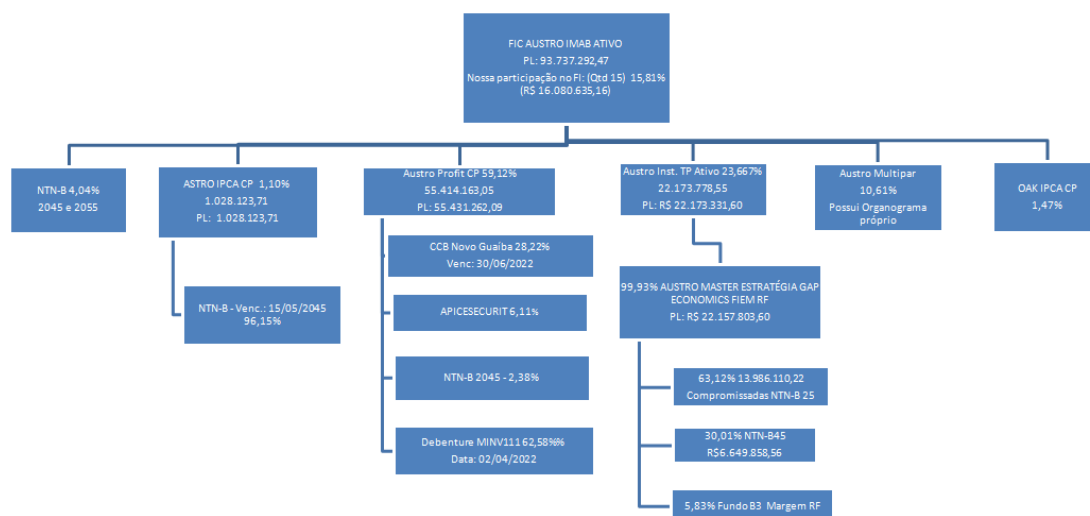 FIC AUSTRO IMAB ATIVO
PL: 93.737.292,47
Nossa participação no FI: (Qtd 15) 15,81%
(R$ 16.080.635,16)
NTN-B 4,04%
2045 e 2055
ASTRO IPCA CP 1,10%
1.028.123,71
PL: 1.028.123,71
Austro Profit CP 59,12%
55.414.163,05
PL: 55.431.262,09
Austro Inst. TP Ativo 23,667%
22.173.778,55
PL: R$ 22.173.331,60
Austro Multipar
10,61%
Possui Organograma
próprio
OAK IPCA CP
1,47%
NTN-B - Venc.: 15/05/2045
96,15%
CCB Novo Guaíba 28,22%
Venc: 30/06/2022
APICESECURIT 6,11%
NTN-B 2045 - 2,38%
Debenture MINV111 62,58%%
Data: 02/04/2022
99,93% AUSTRO MASTER ESTRATÉGIA GAP
ECONOMICS FIEM RF
PL: R$ 22.157.803,60
63,12% 13.986.110,22
Compromissadas NTN-B 25
30,01% NTN-B45
R$6.649.858,56
5,83% Fundo B3 Margem RF